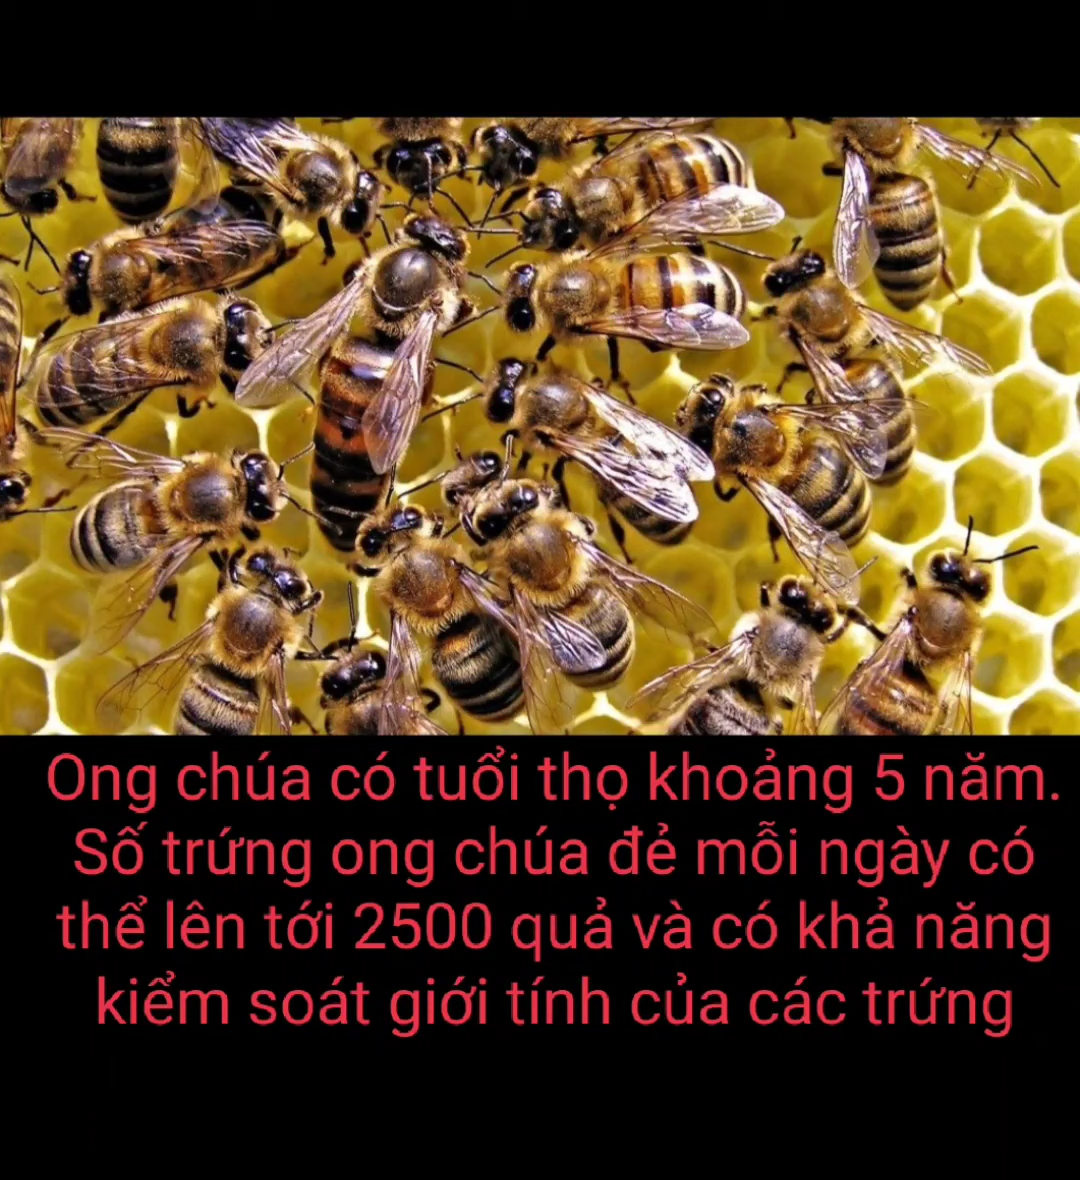 Ong chúa có tuổi thọ khoảng 5 năm.
Số trứng ong chúa đẻ mỗi ngày có
thể lên tới 2500 quả và có khả năng
kiểm soát giới tính của các trứng